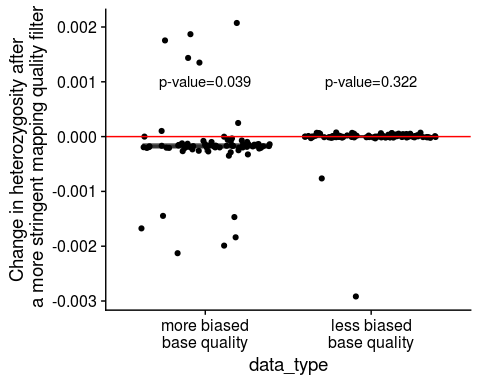 Change in heterozygosity after
a more stringent mapping quality filter
0.002
0.001
0.000
-0.001
-0.002
-0.003
p-value=0.039
p-value=0.322
more biased
base quality
less biased
base quality
data_type